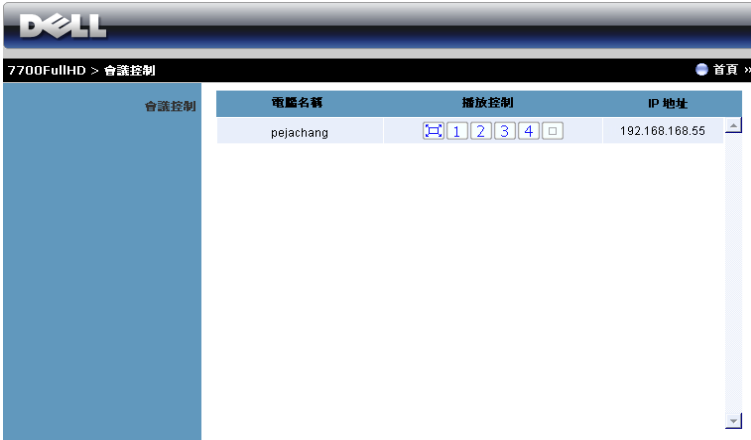 DELL
7700FullHD > 會議控制
首頁 »
會議控制
電腦名稱 播放控制 IP 地址
pejachang 1 2 3 4 192.168.168.55